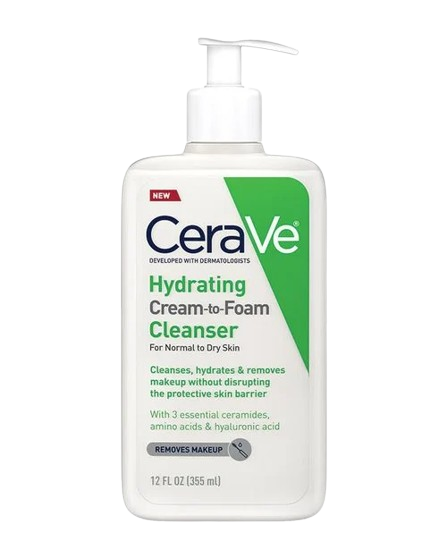 NEW
CeraVe®
DEVELOPED WITH DERMATOLOGISTS
Hydrating
Cream-to-Foam
Cleanser
For Normal to Dry Skin
Cleanses, hydrates & removes
makeup without disrupting
the protective skin barrier
With 3 essential ceramides,
amino acids & hyaluronic acid
REMOVES MAKEUP
12 FL OZ (355 ml)